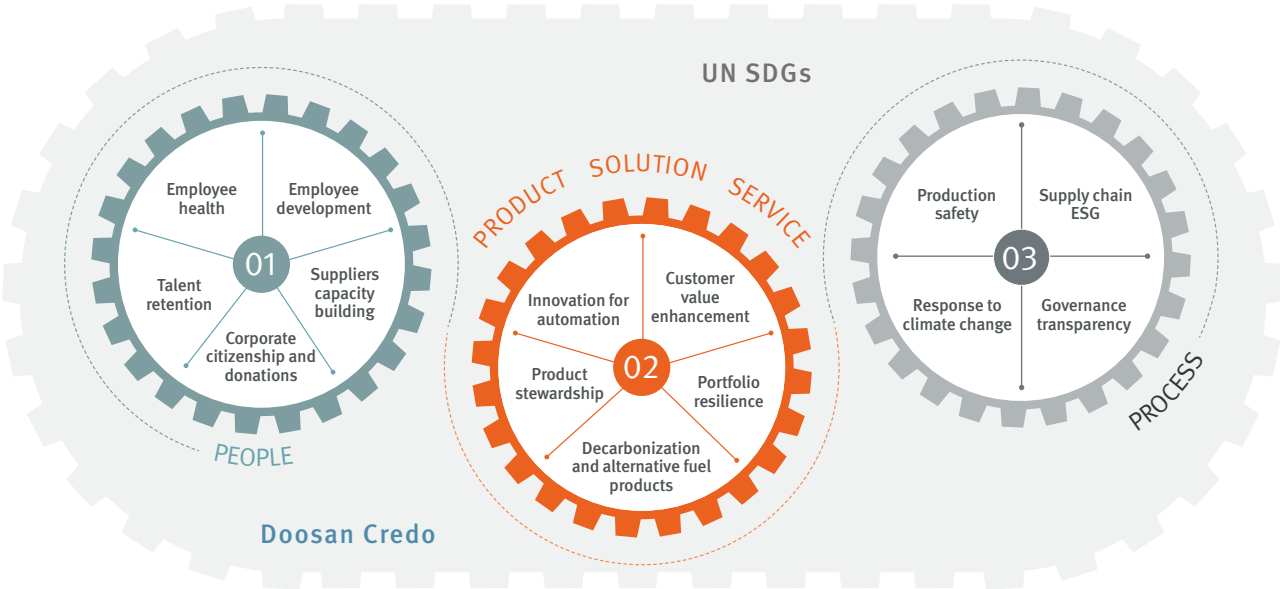 UN SDGs
Employee
health
Employee
development
01
Talent
retention
Suppliers
capacity
building
Corporate
citizenship and
donations
PEOPLE
PRODUCT SOLUTION SERVICE
Innovation for
automation
Customer
value
enhancement
02
Product
stewardship
Portfolio
resilience
Decarbonization
and alternative fuel
products
Production
safety
Supply chain
ESG
03
Response to
climate change
Governance
transparency
PROCESS
Doosan Credo